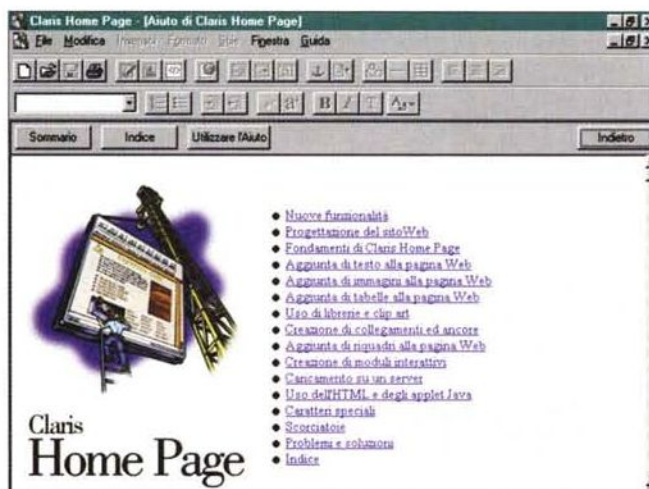 Claris Home Page - [Aiuto di Claris Home Page]
File Modifica Inserisci Formato Stile Finestra Guida
B I T A
Sommario Indice Utilizzare l'Aiuto Indietro
Nuove funzionalità
Progettazione del sitoWeb
Fondamenti di Claris Home Page
Aggiunta di testo alla pagina Web
Aggiunta di immagini alla pagina Web
Aggiunta di tabelle alla pagina Web
Uso di librerie e clip art
Creazione di collegamenti ed ancore
Aggiunta di riquadri alla pagina Web
Creazione di moduli interattivi
Caricamento su un server
Uso dell'HTML e degli applet Java
Caratteri speciali
Scorciatoie
Problemi e soluzioni
Indice
Claris
Home Page